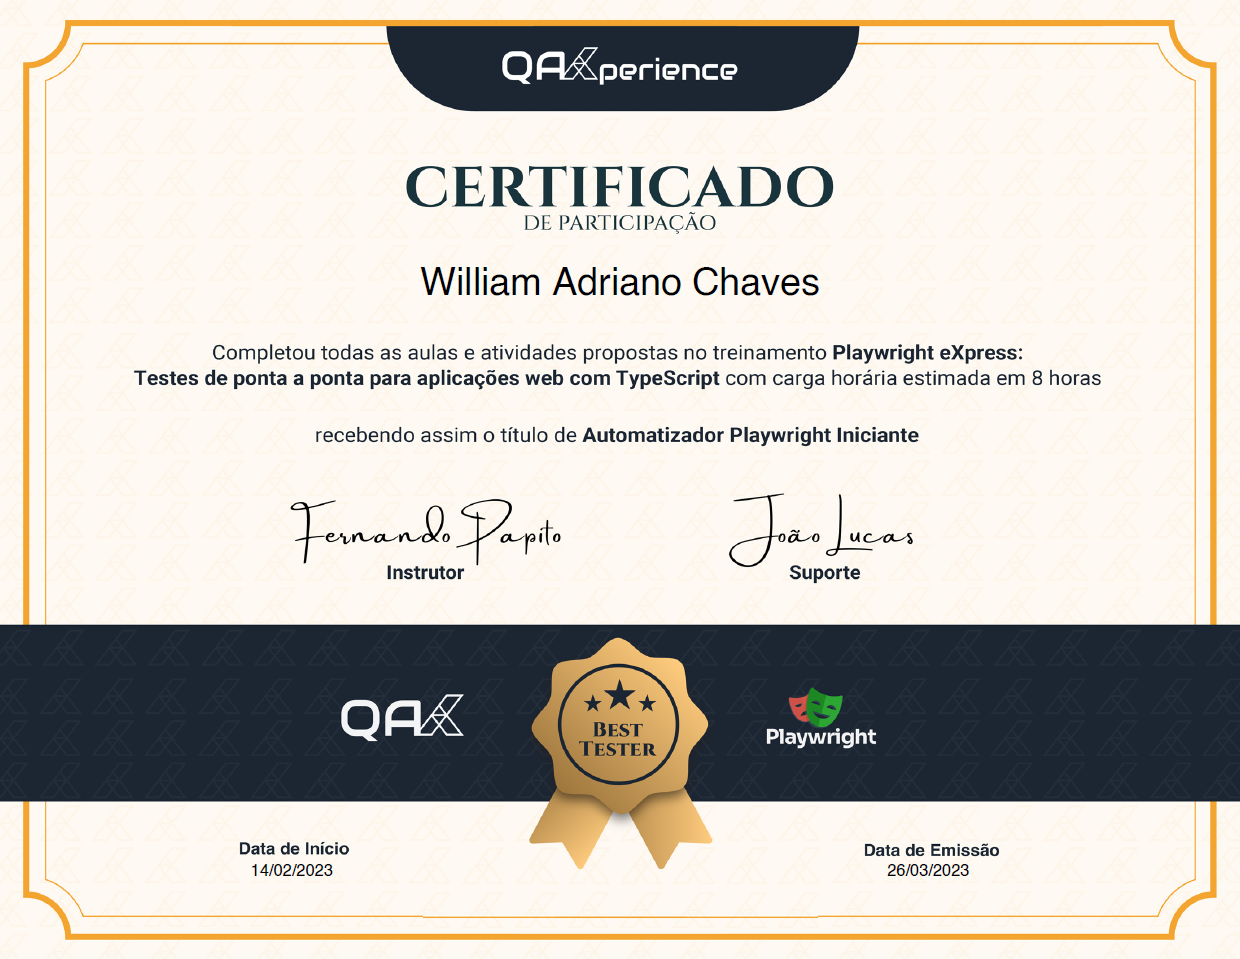 QAXperience
CERTIFICADO
DE PARTICIPAÇÃO
William Adriano Chaves
Completou todas as aulas e atividades propostas no treinamento Playwright eXpress:
Testes de ponta a ponta para aplicações web com TypeScript com carga horária estimada em 8 horas
recebendo assim o título de Automatizador Playwright Iniciante
Fernando Papito
João Lucas
Instrutor
Suporte
QAX
BEST
TESTER
Playwright
Data de Início
14/02/2023
Data de Emissão
26/03/2023